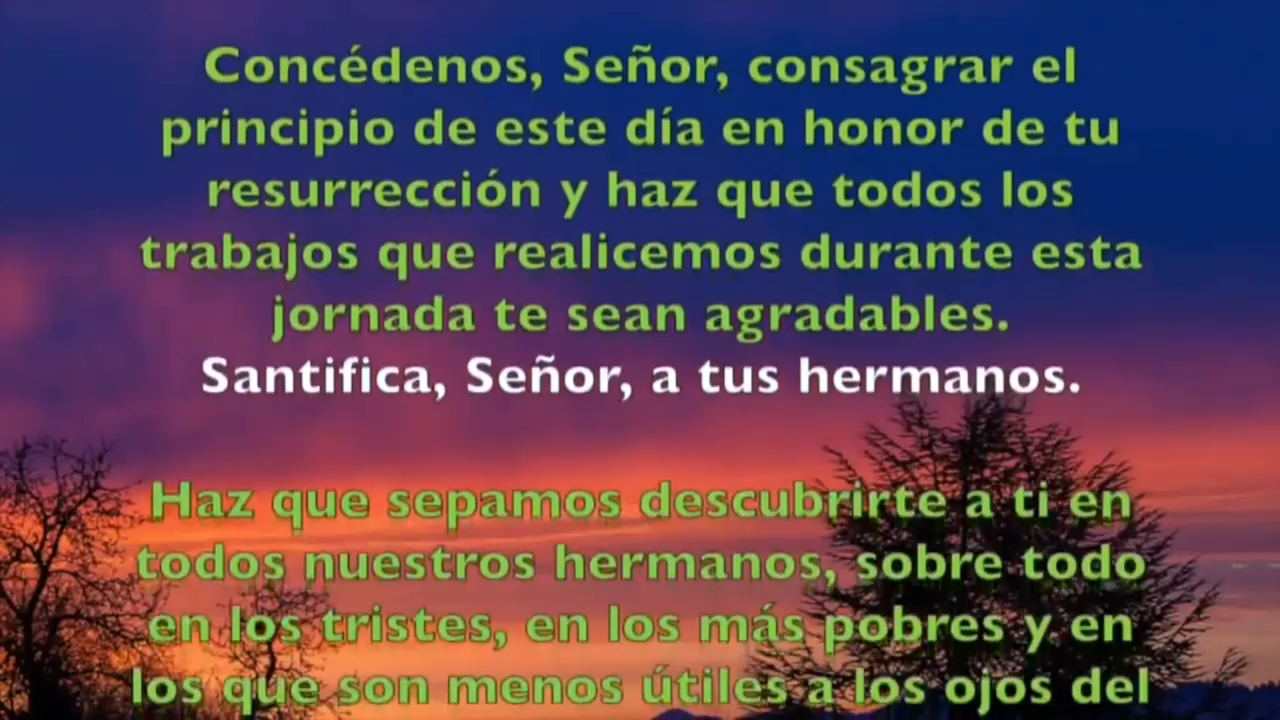 Concédenos, Señor, consagrar el
principio de este día en honor de tu
resurrección y haz que todos los
trabajos que realicemos durante esta
jornada te sean agradables.
Santifica, Señor, a tus hermanos.
Haz que sepamos descubrirte a ti en
todos nuestros hermanos, sobre todo
en los tristes, en los más pobres y en
los que son menos útiles a los ojos del